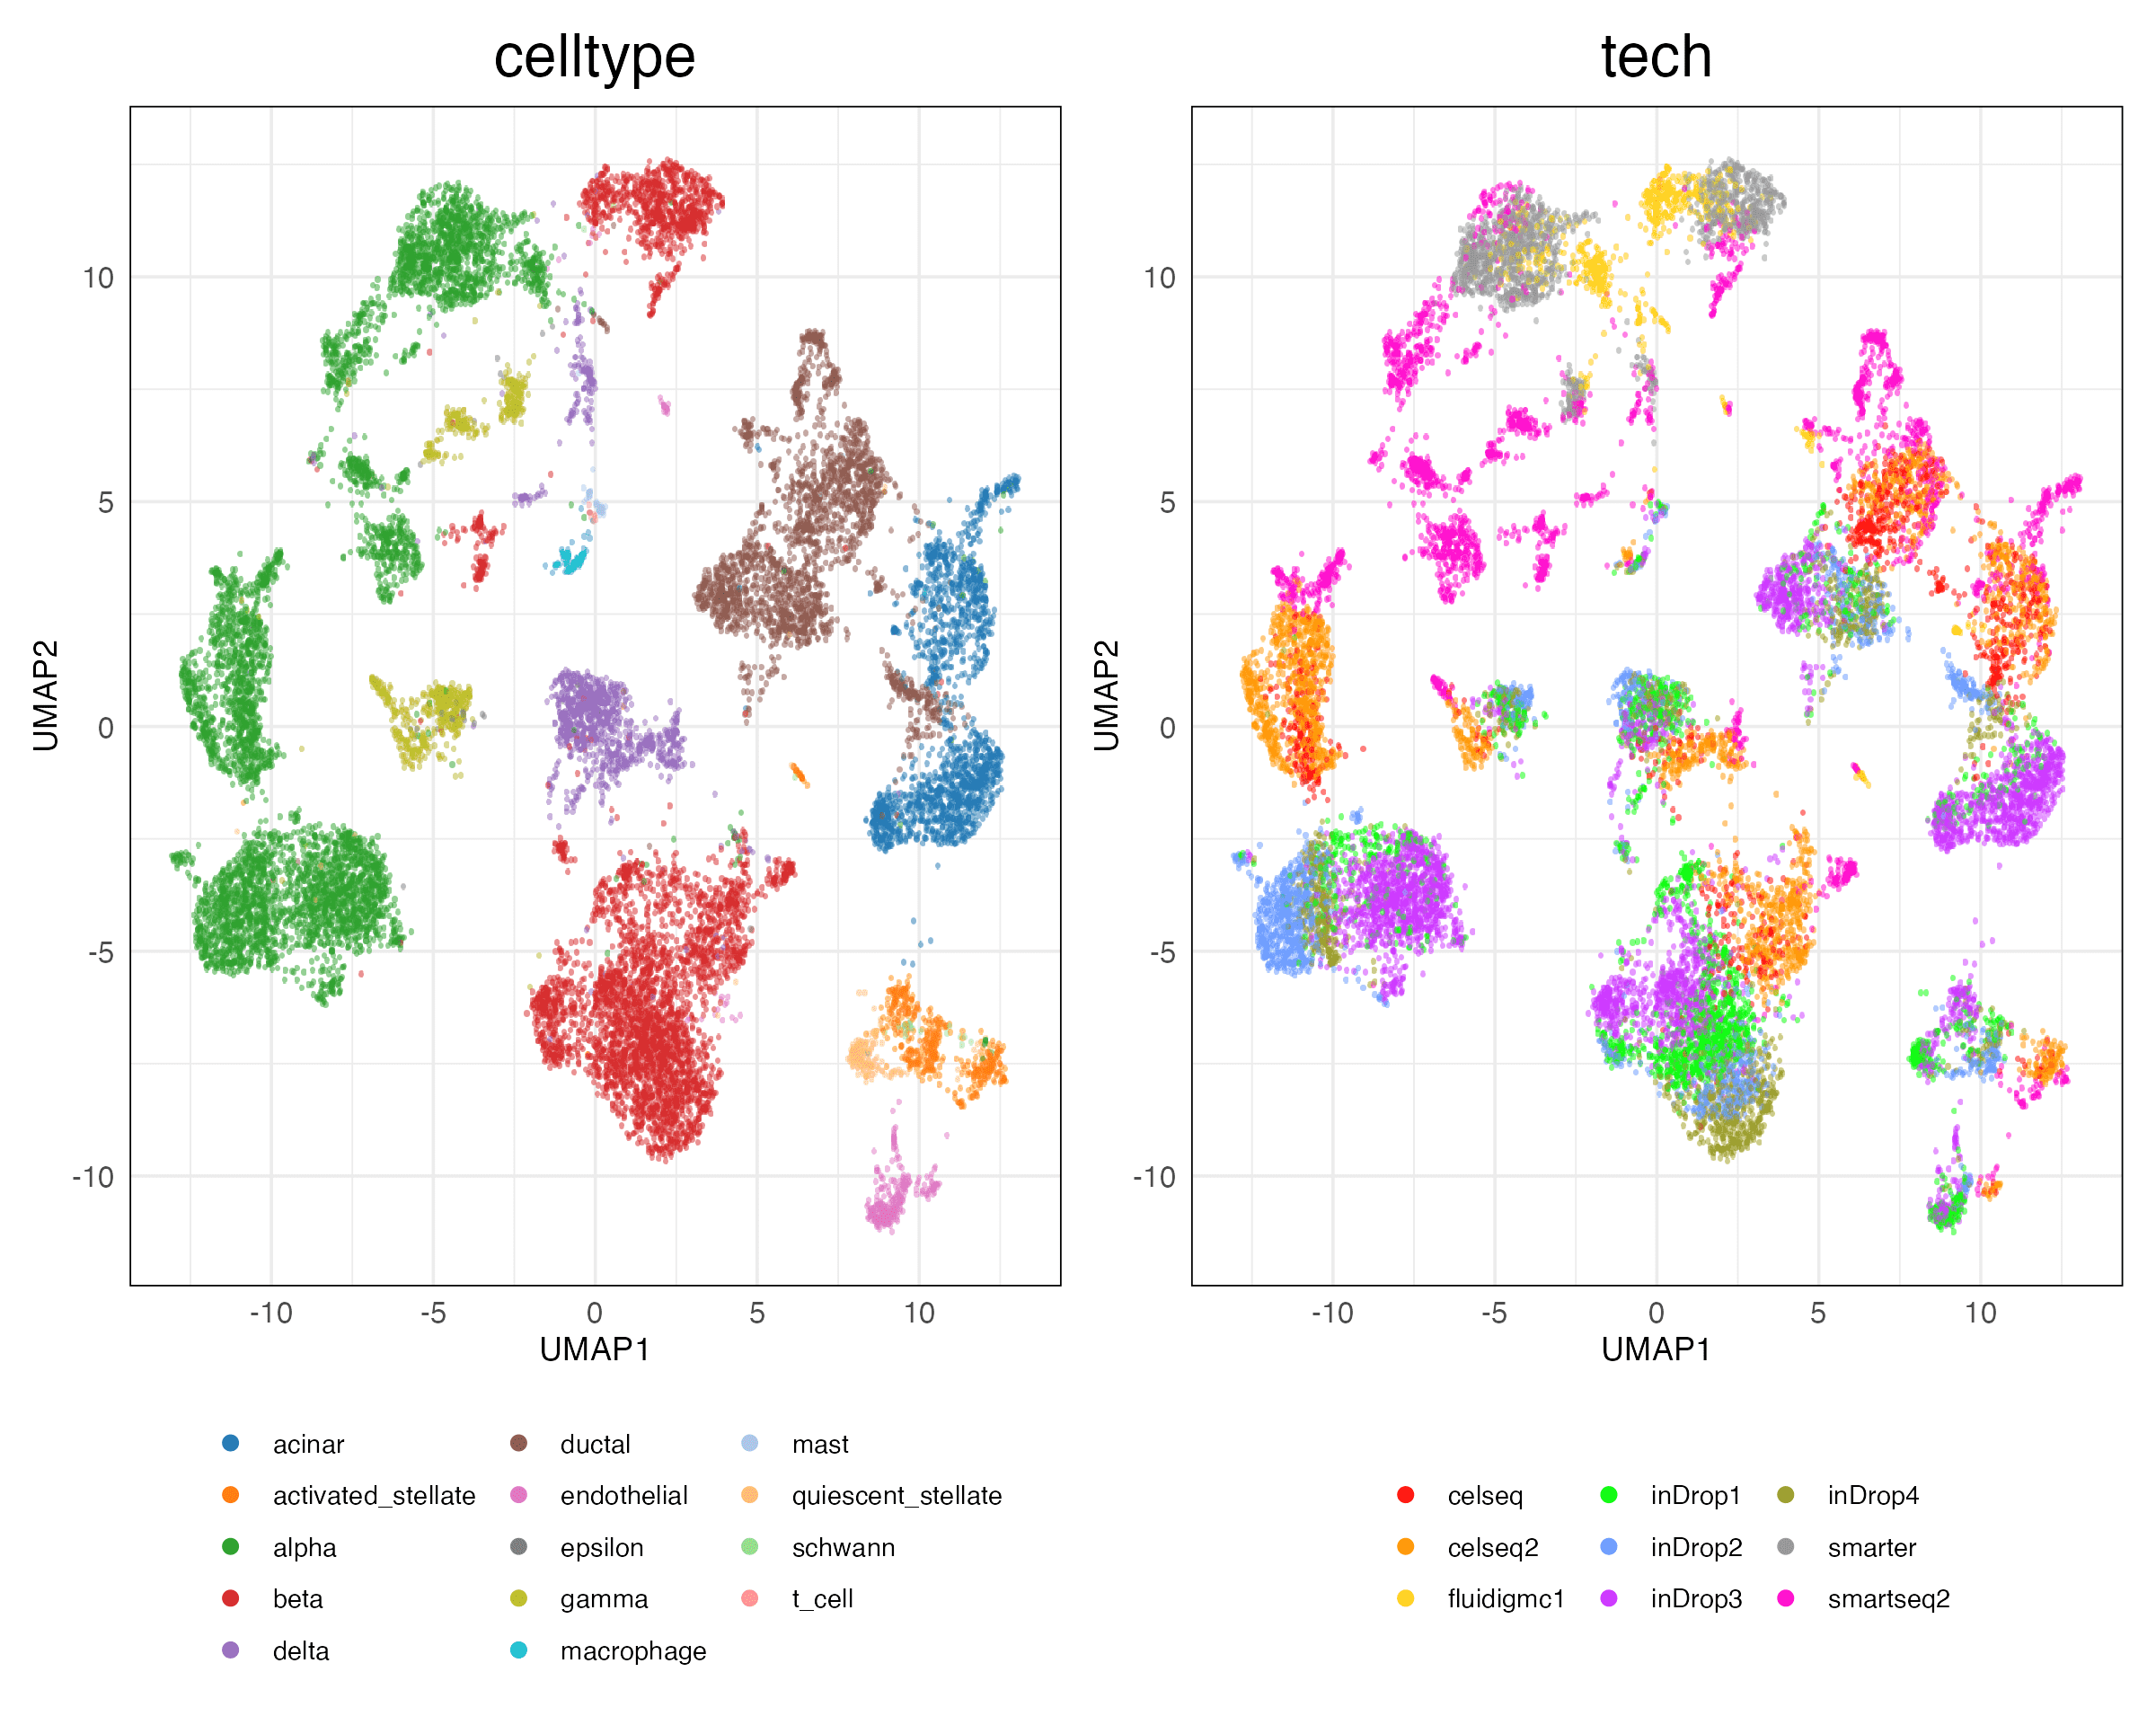 celltype
10
5
0
-5
-10
UMAP2
-10 -5 0 5 10
UMAP1
acinar
activated_stellate
alpha
beta
delta
ductal
endothelial
epsilon
gamma
macrophage
mast
quiescent_stellate
schwann
t_cell
tech
10
5
0
-5
-10
UMAP2
-10 -5 0 5 10
UMAP1
celseq
celseq2
fluidigmc1
inDrop1
inDrop2
inDrop3
inDrop4
smarter
smartseq2